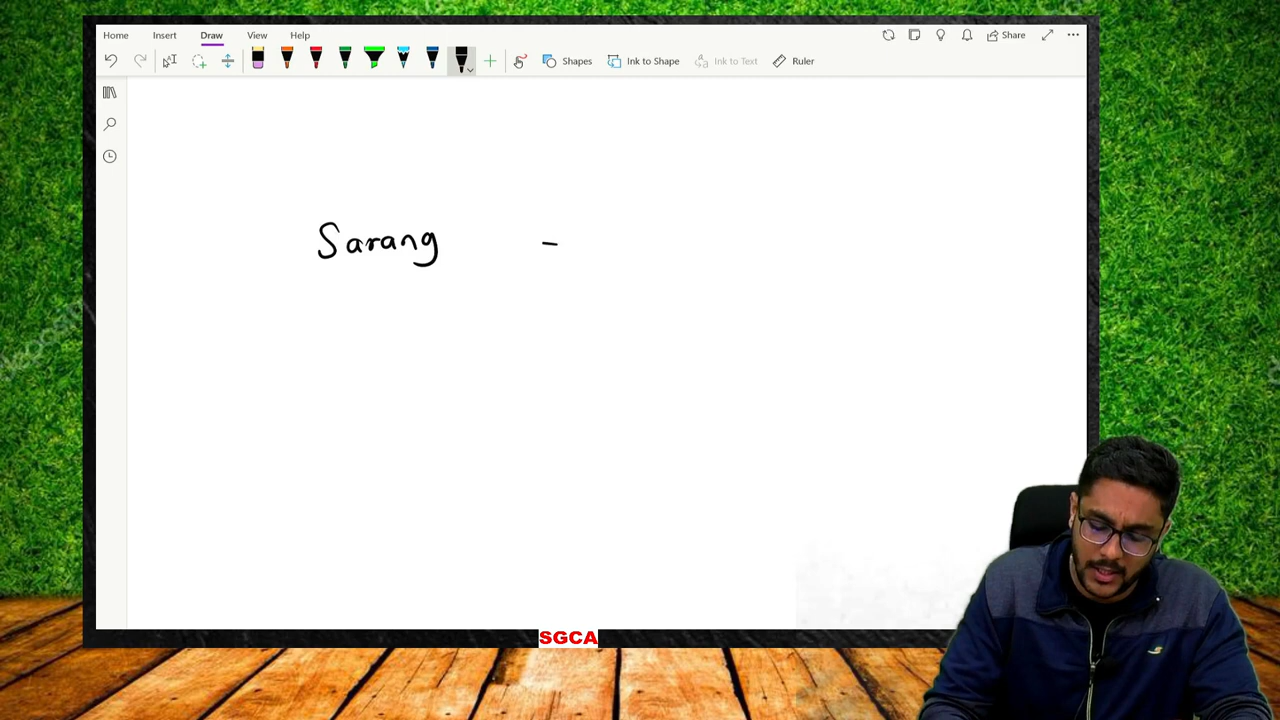 Home Insert Draw View Help Share
Shapes Ink to Shape Ink to Text Ruler
Sarang -
SGCA